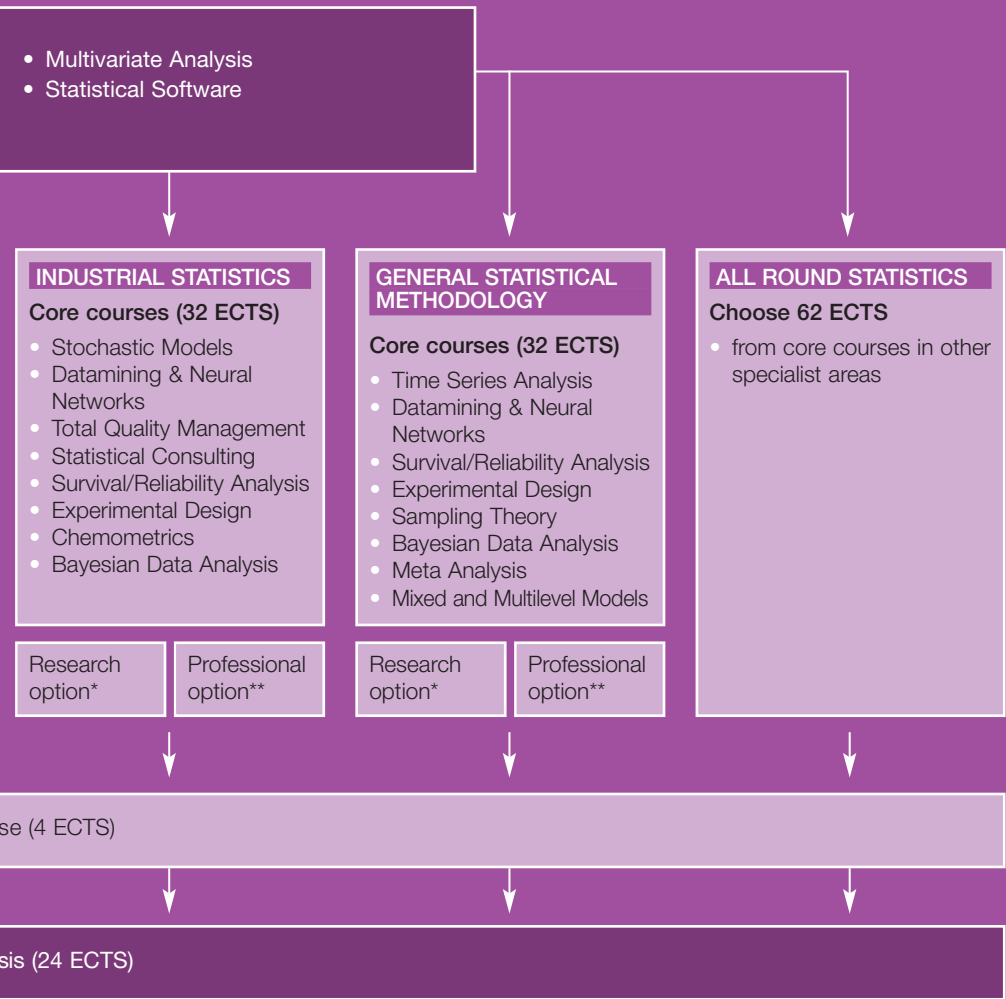 • Multivariate Analysis
• Statistical Software
INDUSTRIAL STATISTICS
Core courses (32 ECTS)
• Stochastic Models
• Datamining & Neural
Networks
• Total Quality Management
• Statistical Consulting
• Survival/Reliability Analysis
• Experimental Design
• Chemometrics
• Bayesian Data Analysis
Research
option*
Professional
option**
GENERAL STATISTICAL
METHODOLOGY
Core courses (32 ECTS)
• Time Series Analysis
• Datamining & Neural
Networks
• Survival/Reliability Analysis
• Experimental Design
• Sampling Theory
• Bayesian Data Analysis
• Meta Analysis
• Mixed and Multilevel Models
Research
option*
Professional
option**
ALL ROUND STATISTICS
Choose 62 ECTS
• from core courses in other
specialist areas
se (4 ECTS)
sis (24 ECTS)